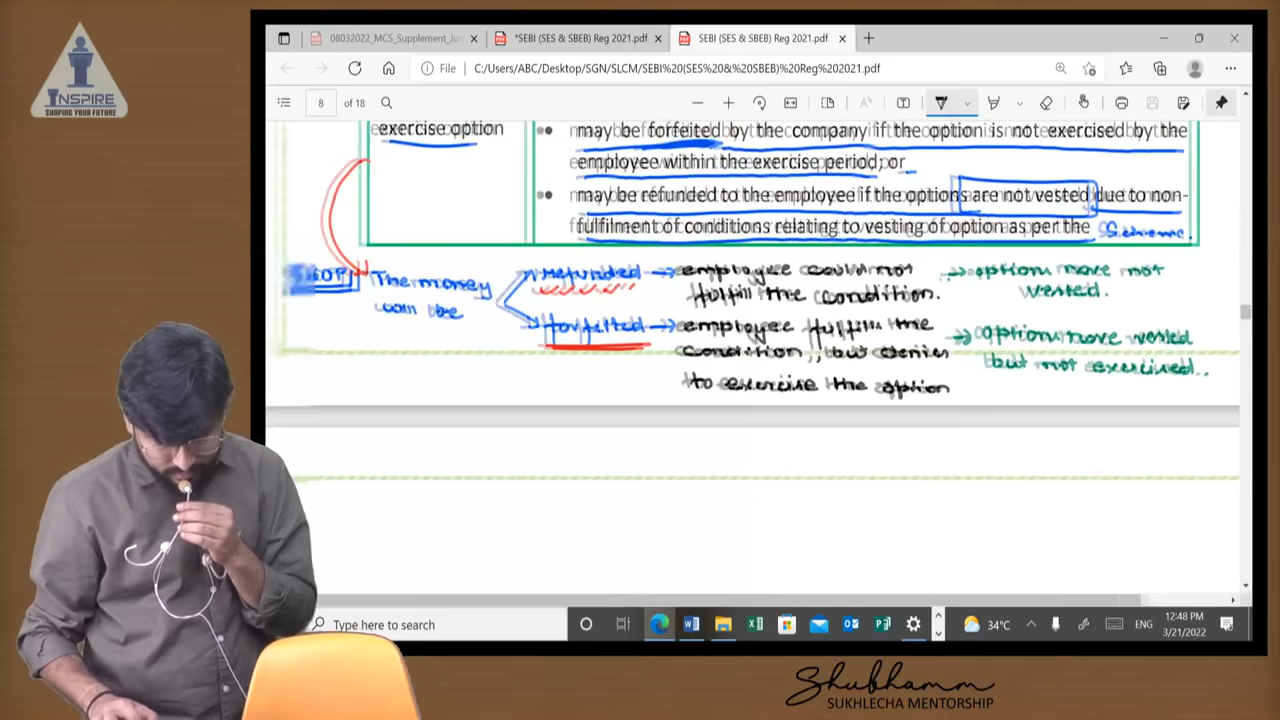 INSPIRE
SHAPING YOUR FUTURE
08032022_MCS_Supplement_Jun
*SEBI (SES & SBEB) Reg 2021.pdf
SEBI (SES & SBEB) Reg 2021.pdf
File C:/Users/ABC/Desktop/SGN/SLCM/SEBI%20(SES%20&%20SBEB)%20Reg%202021.pdf
8 of 18
exercise option
may be forfeited by the company if the option is not exercised by the
employee within the exercise period; or
may be refunded to the employee if the options are not vested due to non-
fulfilment of conditions relating to vesting of option as per the Scheme.
The money will be
refunded → employee could not fulfill the condition. → option have not vested.
forfeited → employee fulfills the condition, but denies to exercise the option → option have vested but not exercised.
Type here to search
34°C
ENG
12:48 PM
3/21/2022
Shubhamm
SUKHLECHA MENTORSHIP